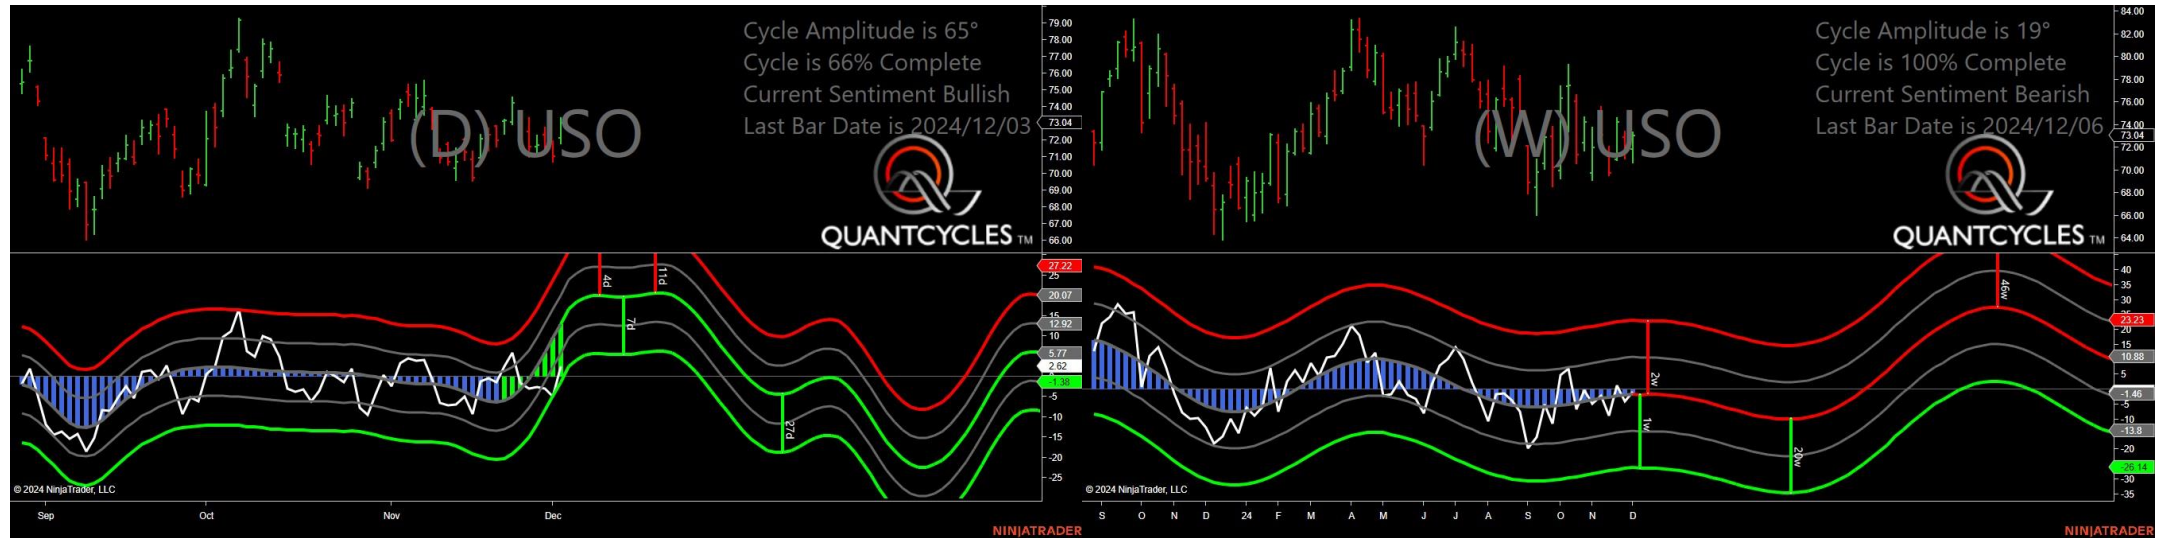 Cycle Amplitude is 65°
Cycle is 66% Complete
Current Sentiment Bullish
Last Bar Date is 2024/12/03
(D) USO
QUANTCYCLES TM
79.00
78.00
77.00
76.00
75.00
74.00
73.04
72.00
71.00
70.00
69.00
68.00
67.00
66.00
4d
11d
7d
27d
27.22
25
20.07
15
12.92
10
5.77
2.62
-1.38
-5
-10
-15
-20
-25
© 2024 NinjaTrader, LLC
Sep Oct Nov Dec
NINJATRADER
Cycle Amplitude is 19°
Cycle is 100% Complete
Current Sentiment Bearish
Last Bar Date is 2024/12/06
(W) USO
QUANTCYCLES TM
84.00
82.00
80.00
78.00
76.00
74.00
73.04
72.00
70.00
68.00
66.00
64.00
2w
1w
20w
46w
40
35
30
23.23
20
15
10.88
5
-1.46
-5
-10
-13.8
-20
-26.14
-30
-35
© 2024 NinjaTrader, LLC
S O N D 24 F M A M J J A S O N D
NINJATRADER